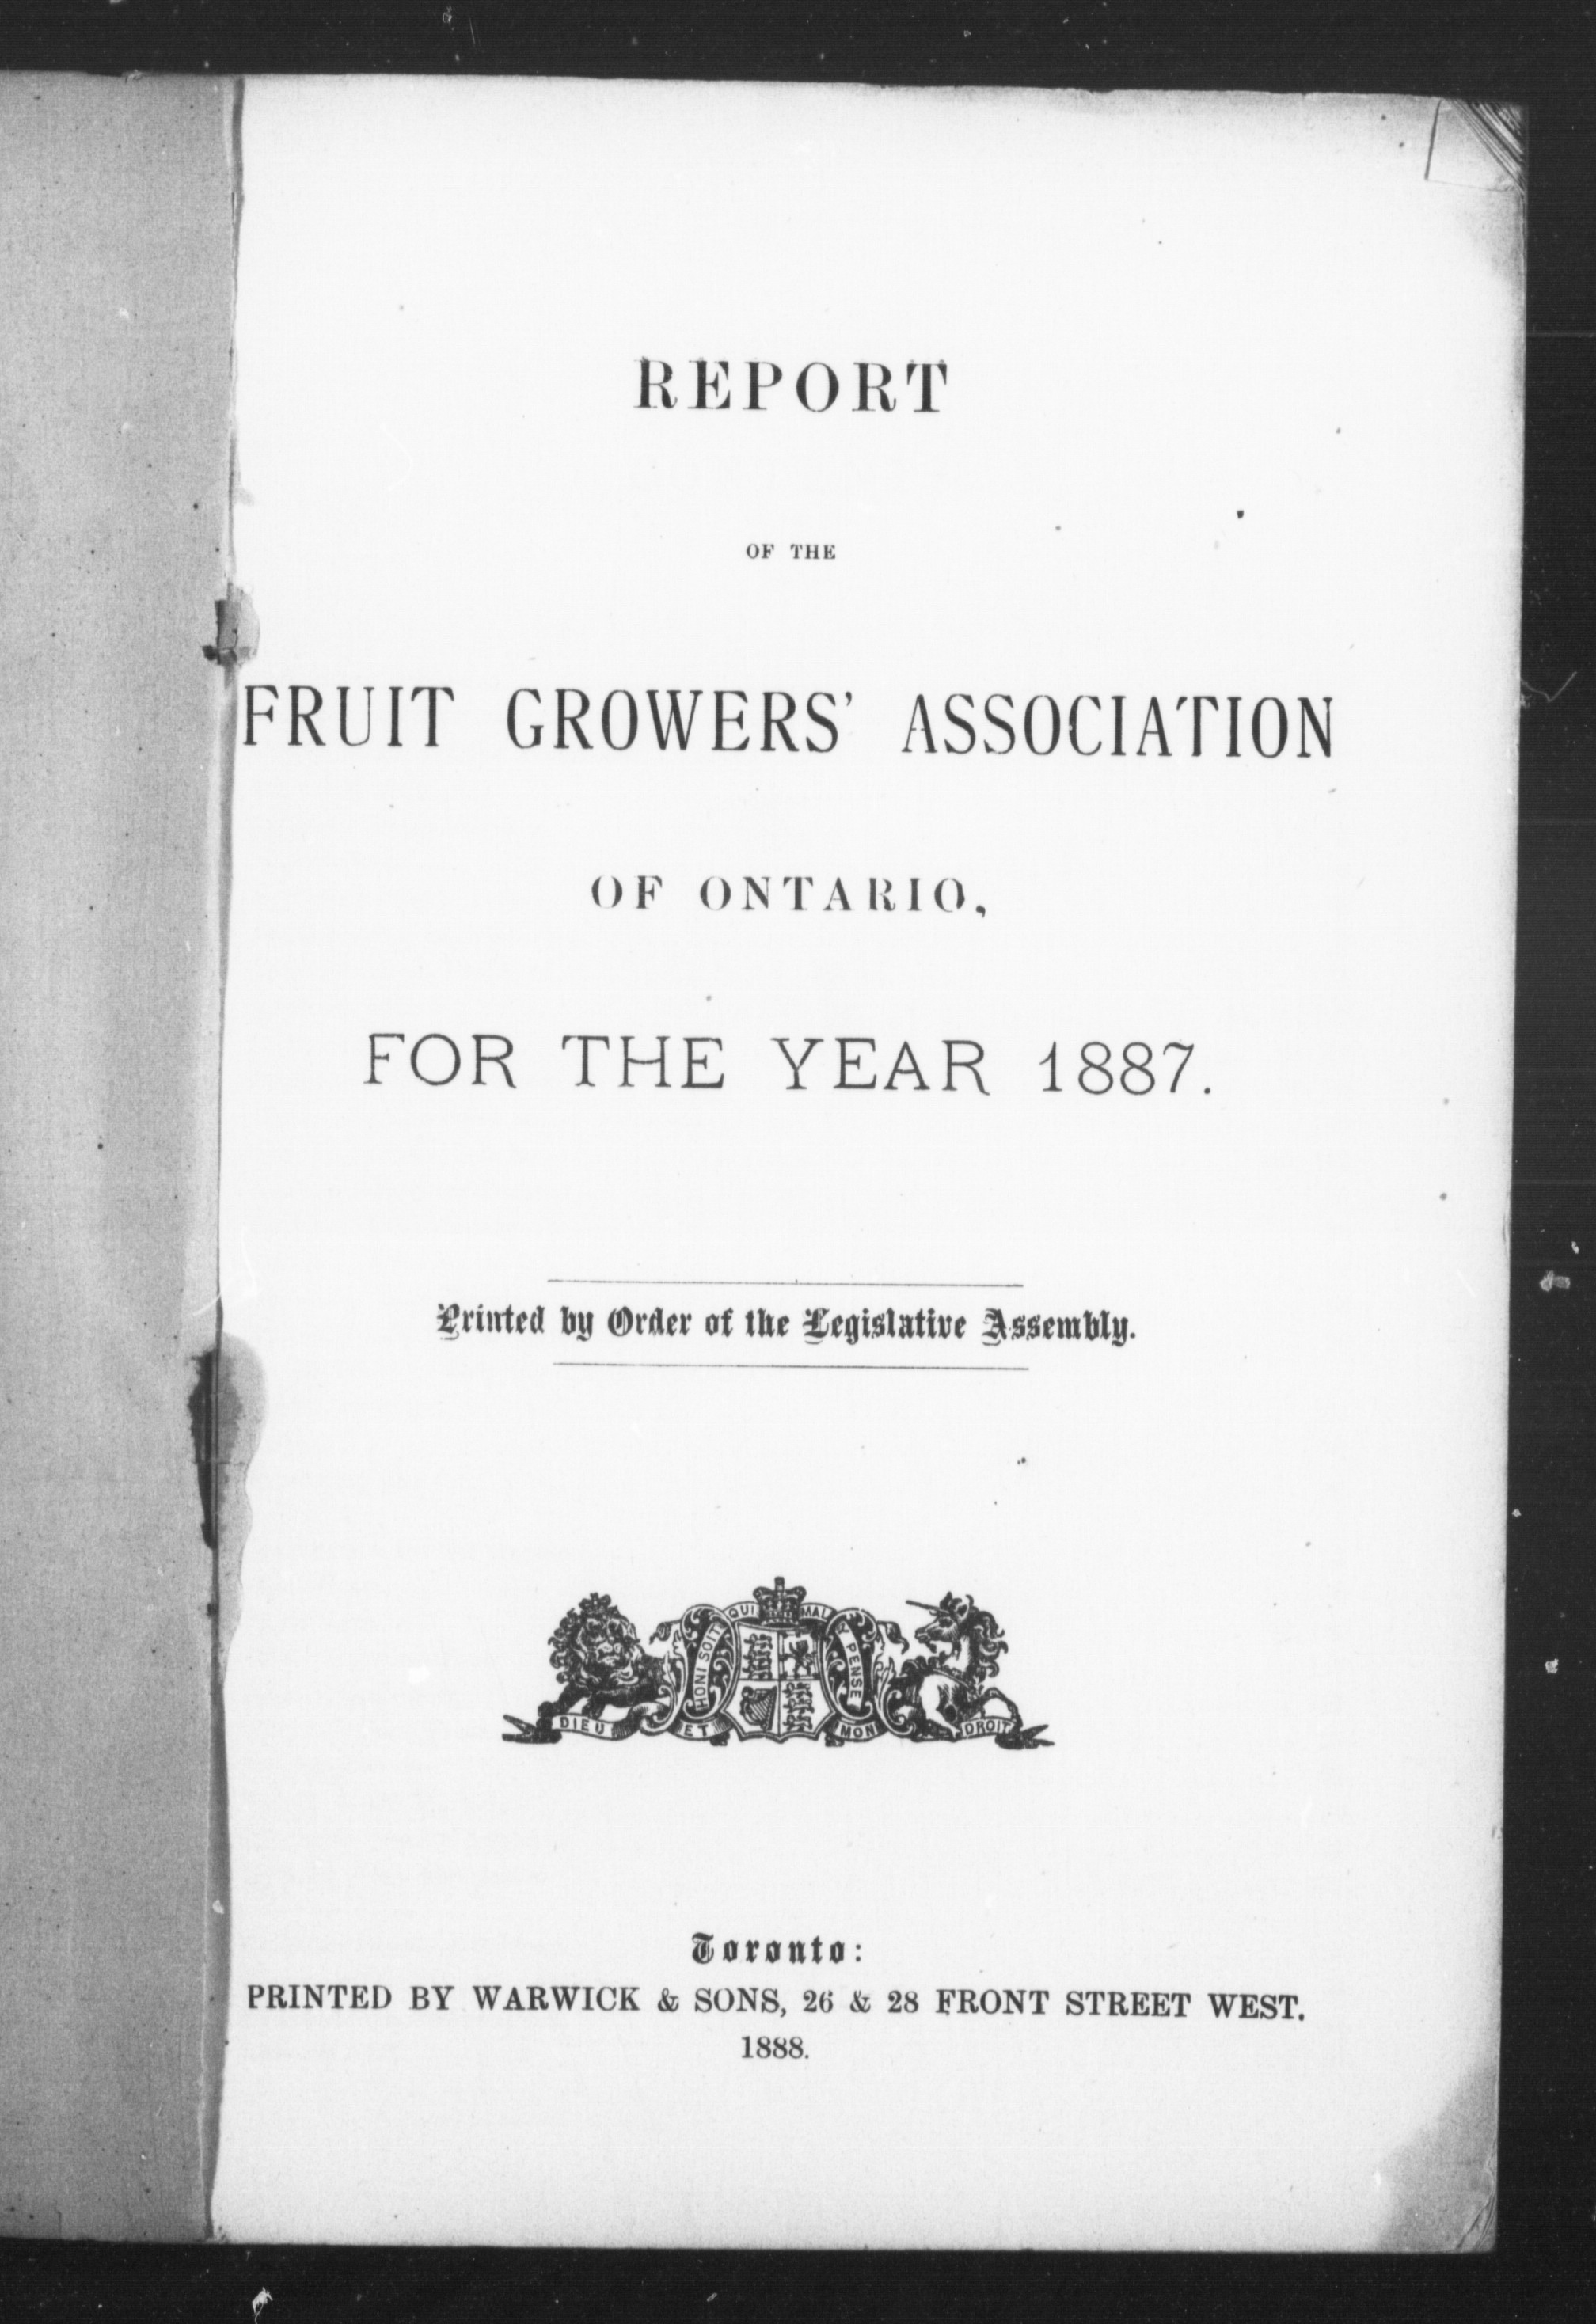 REPORT
OF THE
FRUIT GROWERS' ASSOCIATION
OF ONTARIO,
FOR THE YEAR 1887.
Printed by Order of the Legislative Assembly.
HONI SOIT QUI MAL Y PENSE
DIEU ET MON DROIT
Toronto:
PRINTED BY WARWICK & SONS, 26 & 28 FRONT STREET WEST.
1888.